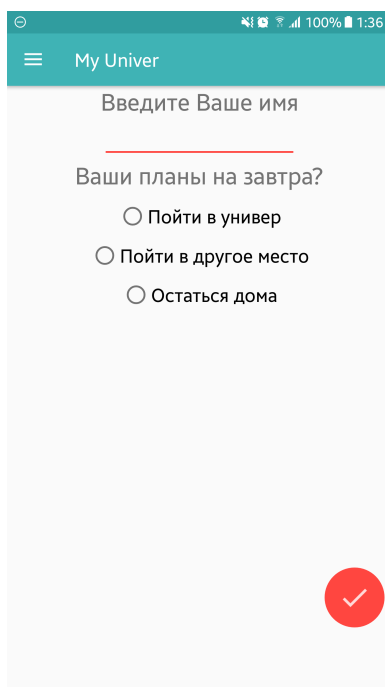 100% 1:36
My Univer
Введите Ваше имя
Ваши планы на завтра?
Пойти в универ
Пойти в другое место
Остаться дома